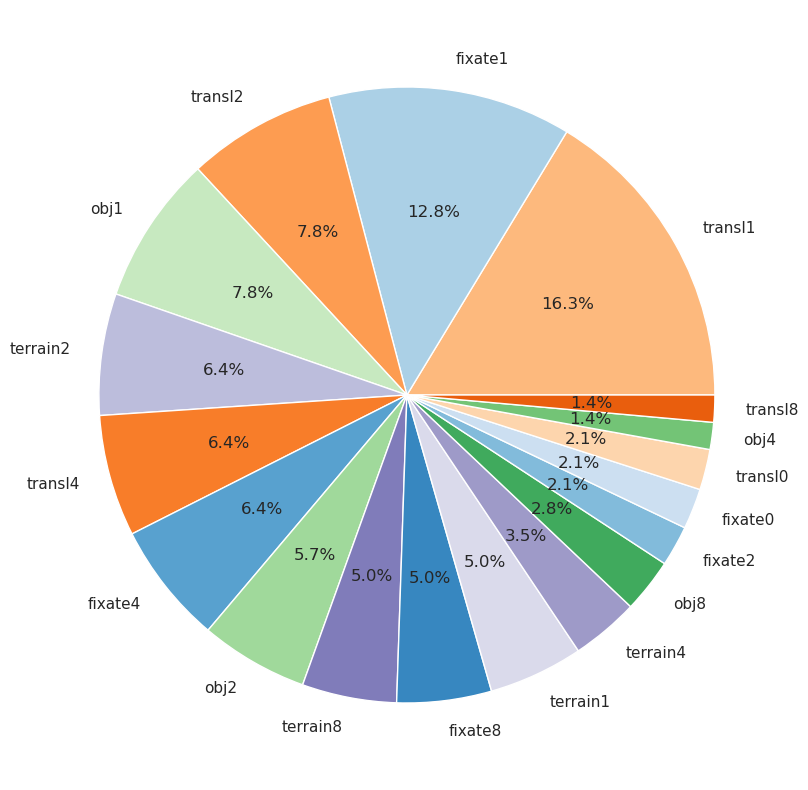 fixate1
transl2
obj1
transl1
12.8%
7.8%
7.8%
16.3%
terrain2
6.4%
transl4
6.4%
fixate4
6.4%
obj2
5.7%
terrain8
5.0%
fixate8
5.0%
terrain1
5.0%
terrain4
3.5%
obj8
2.8%
fixate2
2.1%
fixate0
2.1%
transl0
2.1%
obj4
1.4%
transl8
1.4%